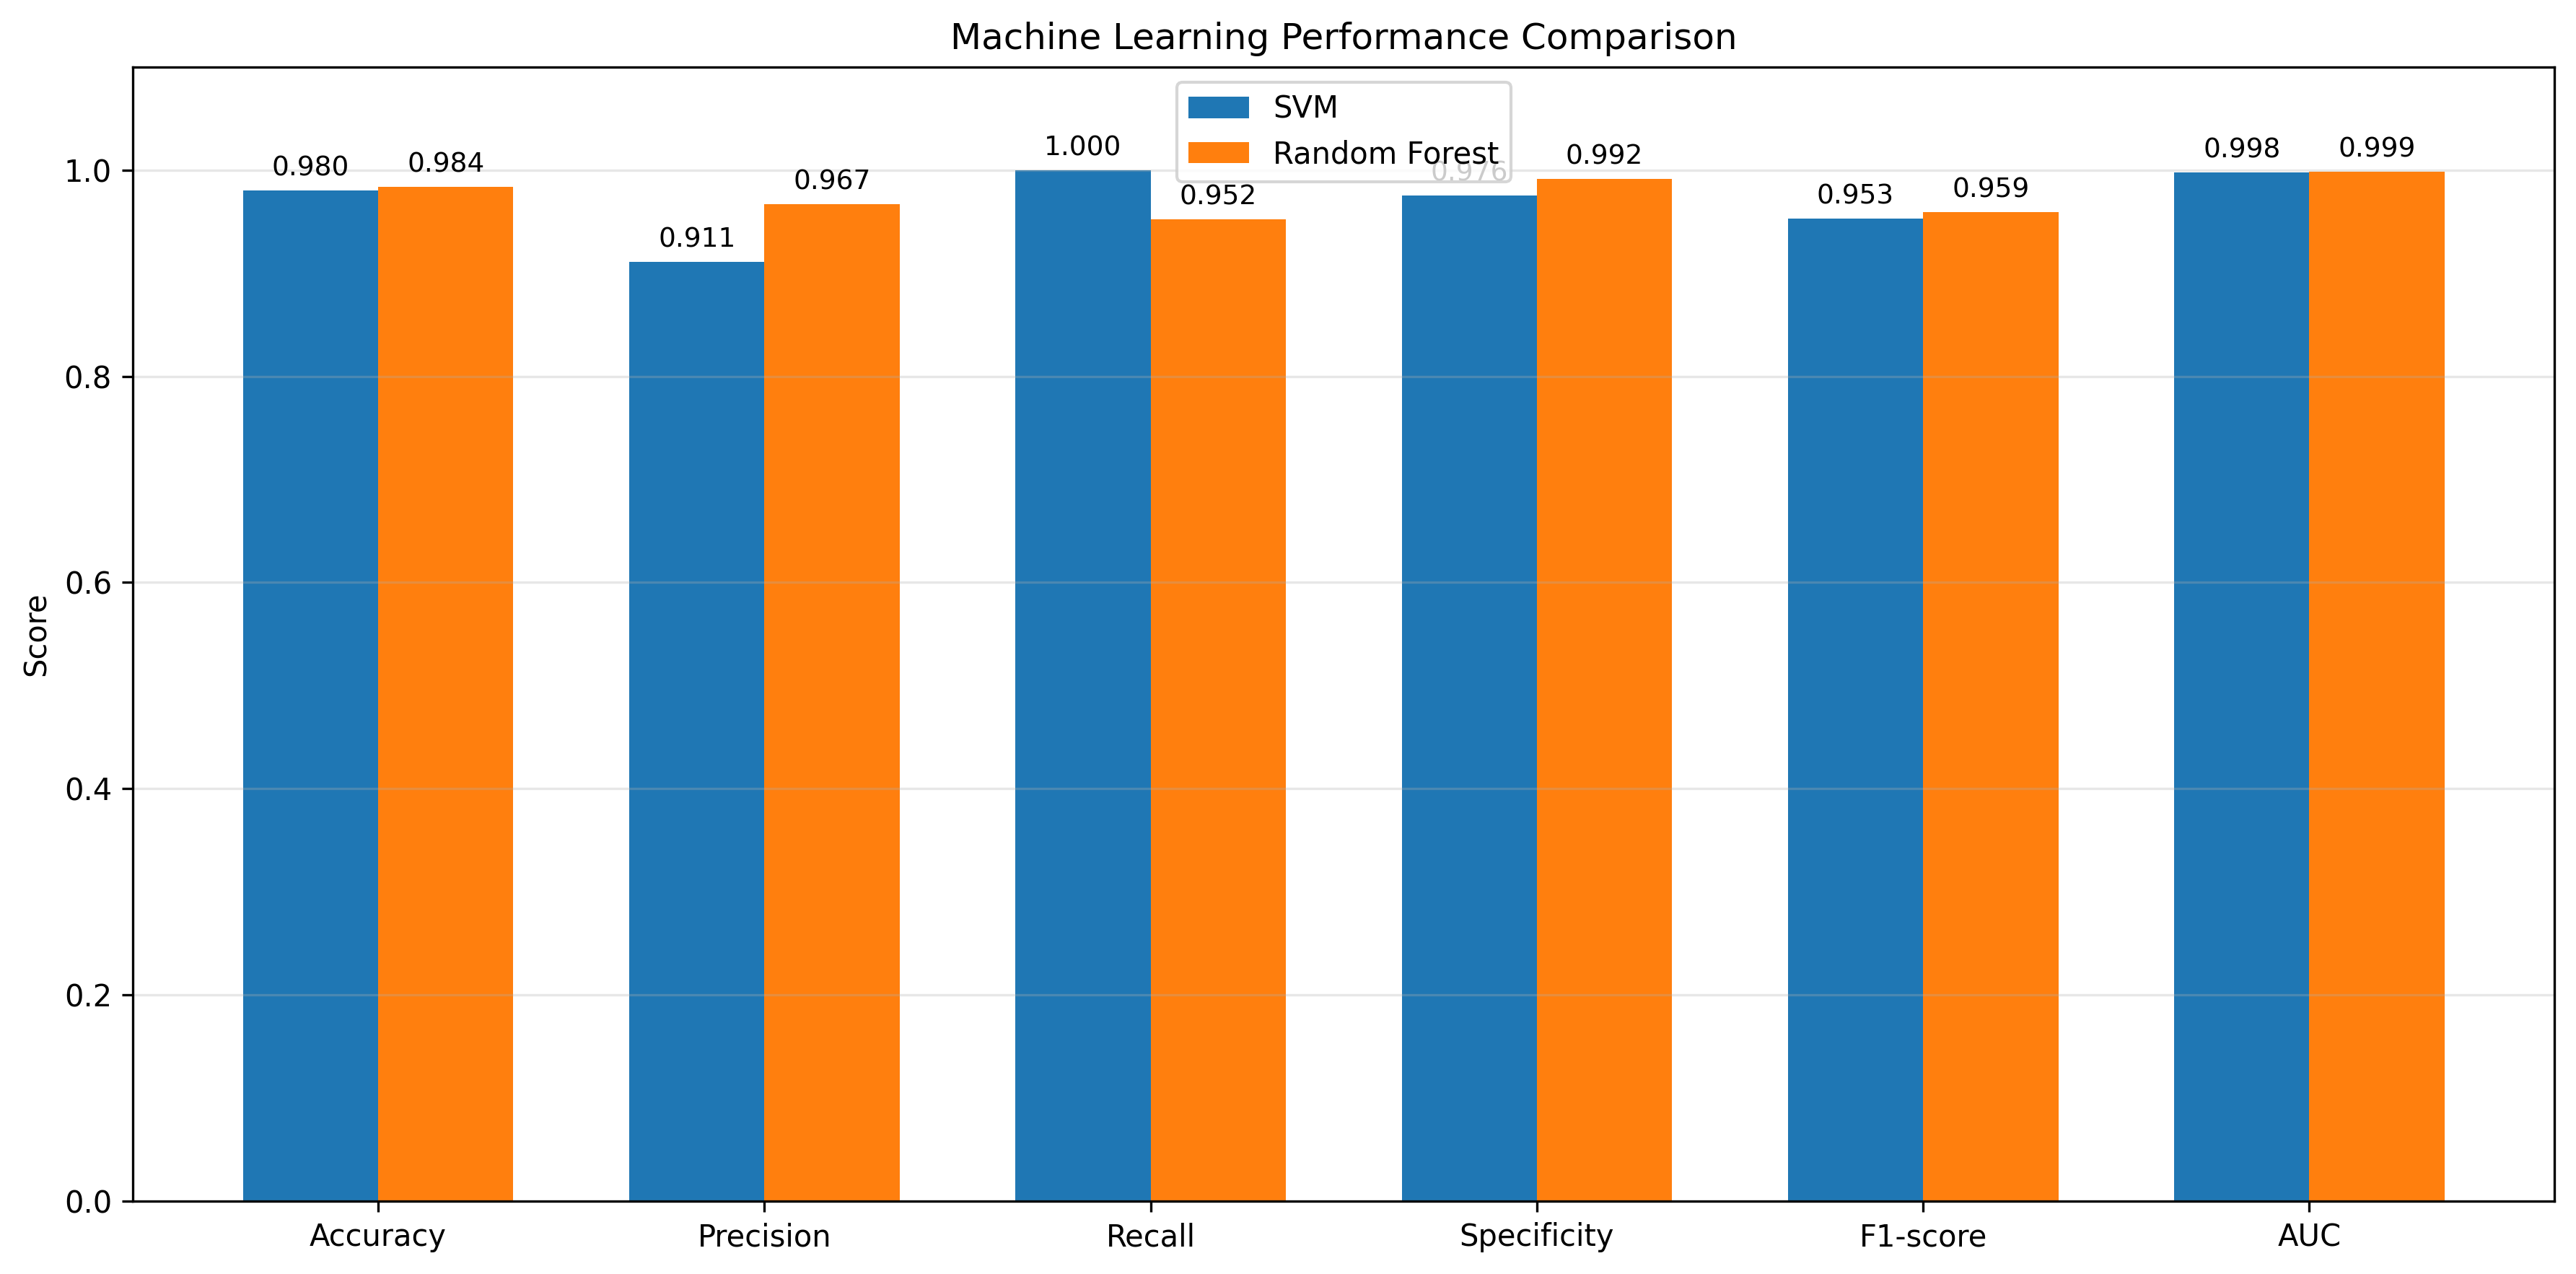 Machine Learning Performance Comparison
SVM
Random Forest
Score
1.0
0.8
0.6
0.4
0.2
0.0
0.980
0.984
0.911
0.967
1.000
0.952
0.976
0.992
0.953
0.959
0.998
0.999
Accuracy
Precision
Recall
Specificity
F1-score
AUC